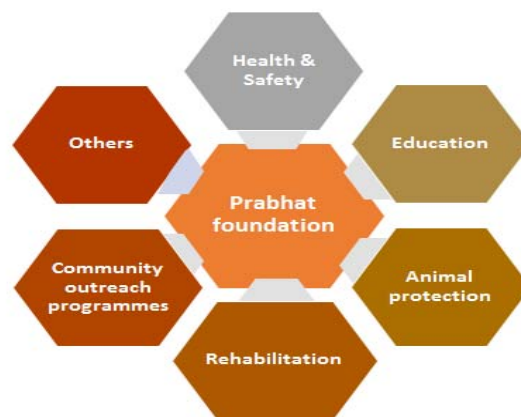 Health &
Safety
Others
Education
Prabhat
foundation
Community
outreach
programmes
Animal
protection
Rehabilitation